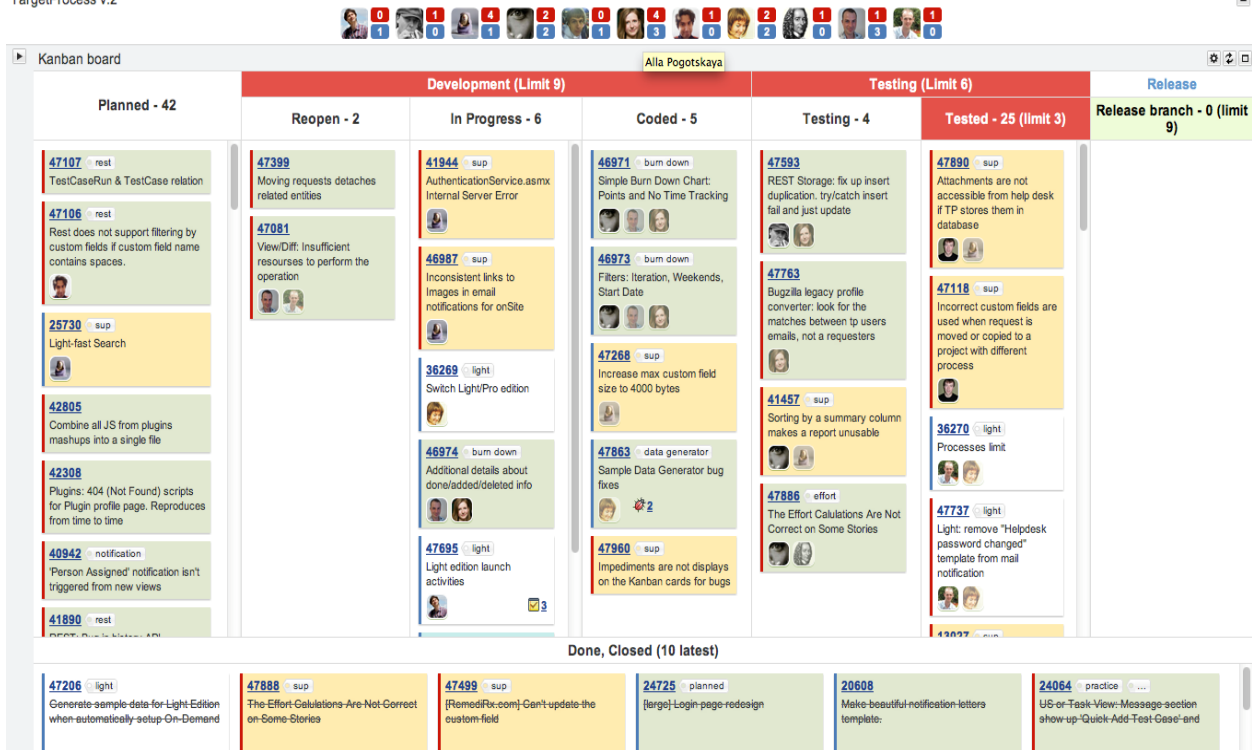 TargetProcess v.2
0 1 4 2 0 4 1 2 1 1 1
1 0 1 2 1 3 0 2 0 3 0
Kanban board
Alla Pogotskaya
Development (Limit 9)
Testing (Limit 6)
Release
Planned - 42
Reopen - 2
In Progress - 6
Coded - 5
Testing - 4
Tested - 25 (limit 3)
Release branch - 0 (limit
9)
47107 rest
TestCaseRun & TestCase relation
47106 rest
Rest does not support filtering by
custom fields if custom field name
contains spaces.
25730 sup
Light-fast Search
42805
Combine all JS from plugins
mashups into a single file
42308
Plugins: 404 (Not Found) scripts
for Plugin profile page. Reproduces
from time to time
40942 notification
'Person Assigned' notification isn't
triggered from new views
41890 rest
47399
Moving requests detaches
related entities
47081
View/Diff: Insufficient
resourses to perform the
operation
41944 sup
AuthenticationService.asmx
Internal Server Error
46987 sup
Inconsistent links to
Images in email
notifications for onSite
36269 light
Switch Light/Pro edition
46974 burn down
Additional details about
done/added/deleted info
47695 light
Light edition launch
activities
3
46971 burn down
Simple Burn Down Chart:
Points and No Time Tracking
46973 burn down
Filters: Iteration, Weekends,
Start Date
47268 sup
Increase max custom field
size to 4000 bytes
47863 data generator
Sample Data Generator bug
fixes
2
47960 sup
Impediments are not displays
on the Kanban cards for bugs
47593
REST Storage: fix up insert
duplication. try/catch insert
fail and just update
47763
Bugzilla legacy profile
converter: look for the
matches between tp users
emails, not a requesters
41457 sup
Sorting by a summary column
makes a report unusable
47886 effort
The Effort Calulations Are Not
Correct on Some Stories
47890 sup
Attachments are not
accessible from help desk
if TP stores them in
database
47118 sup
Incorrect custom fields are
used when request is
moved or copied to a
project with different
process
36270 light
Processes limit
47737 light
Light: remove "Helpdesk
password changed"
template from mail
notification
13027 sup
Done, Closed (10 latest)
47206 light
Generate sample data for Light Edition
when automatically setup On-Demand
47888 sup
The Effort Calulations Are Not Correct
on Some Stories
47499 sup
[RemediRx.com] Can't update the
custom field
24725 planned
[large] Login page redesign
20608
Make beautiful notification letters
template.
24064 practice ...
US or Task View: Message section
show up 'Quick Add Test Case' and